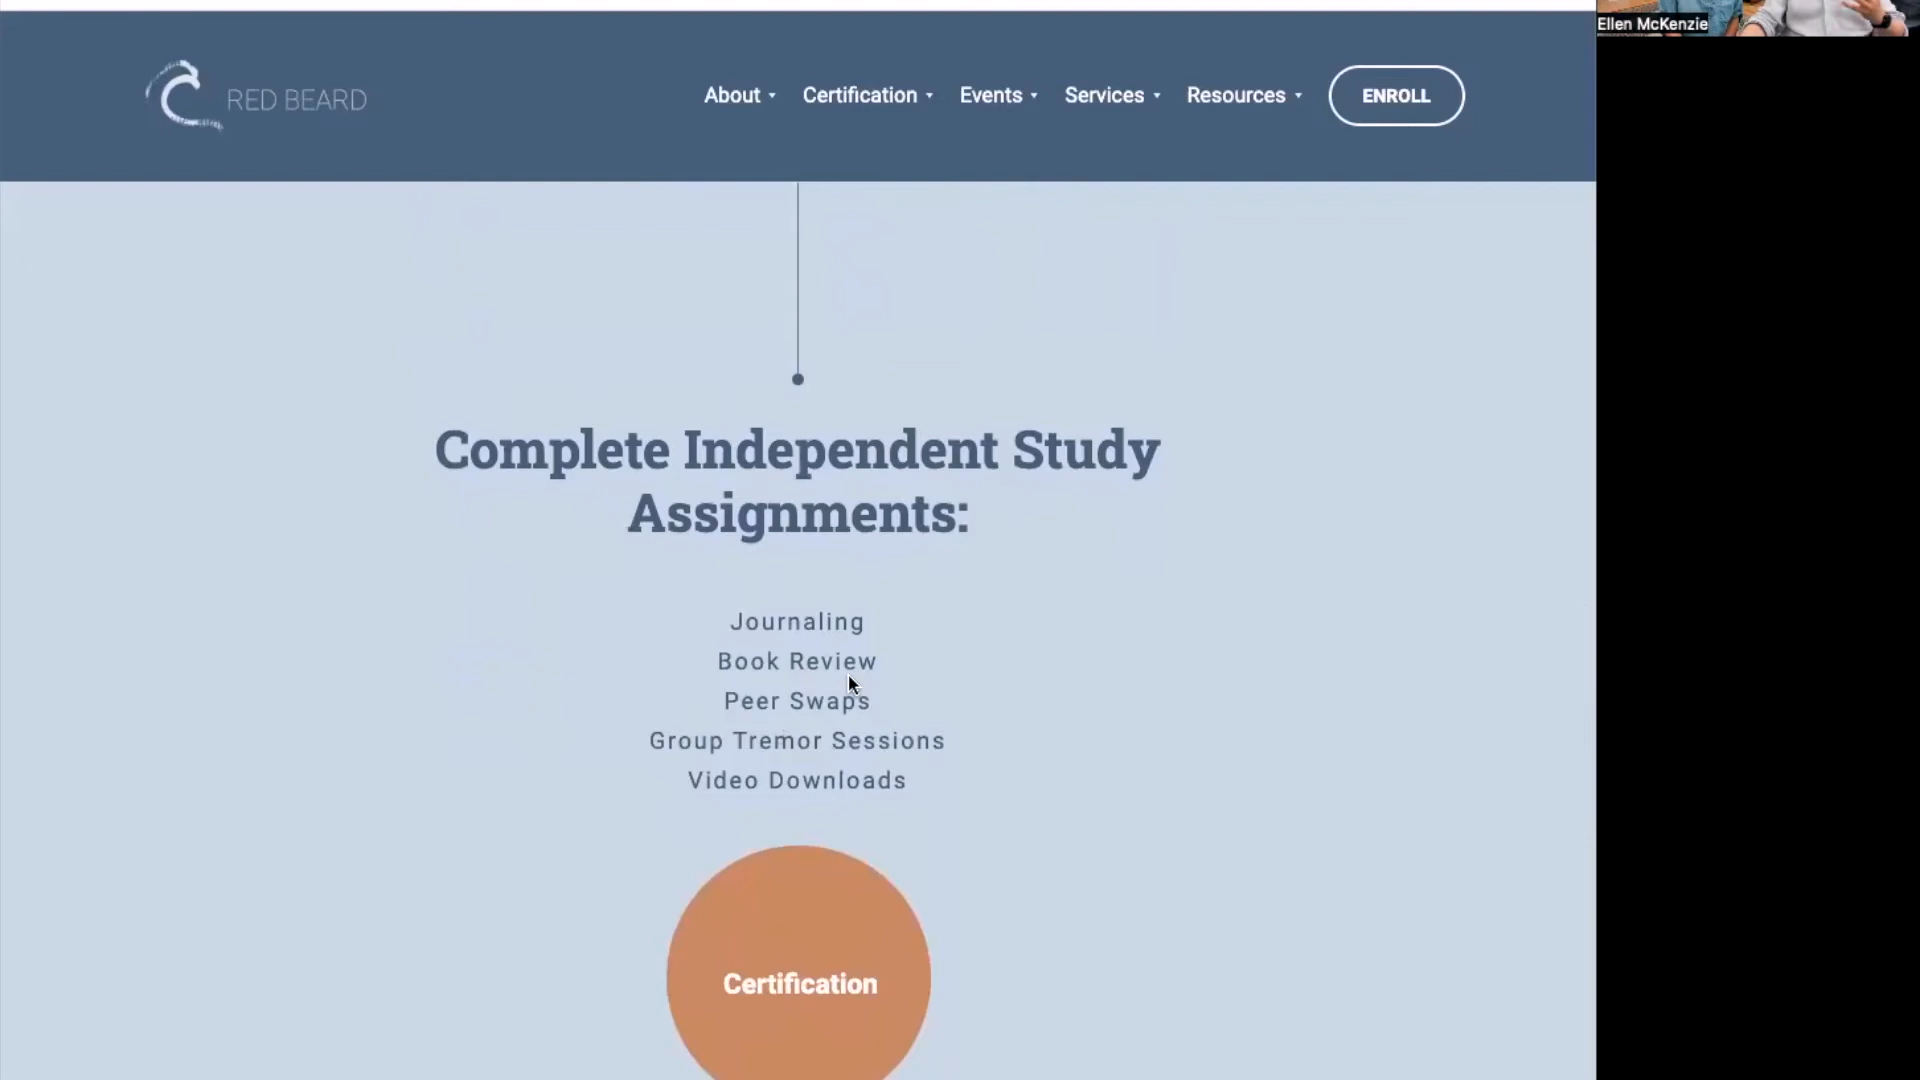 Ellen McKenzie
RED BEARD
About
Certification
Events
Services
Resources
ENROLL
Complete Independent Study
Assignments:
Journaling
Book Review
Peer Swaps
Group Tremor Sessions
Video Downloads
Certification